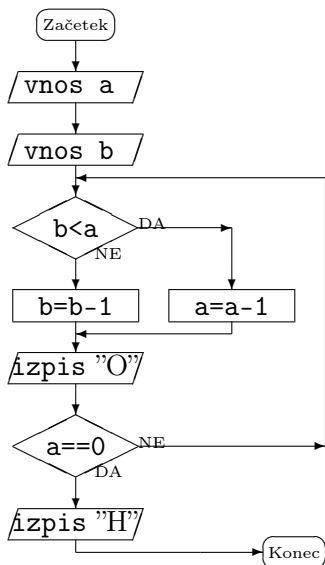 Začetek
vnos a
vnos b
b<a
DA
NE
b=b-1
a=a-1
izpis "O"
a==0
NE
DA
izpis "H"
Konec